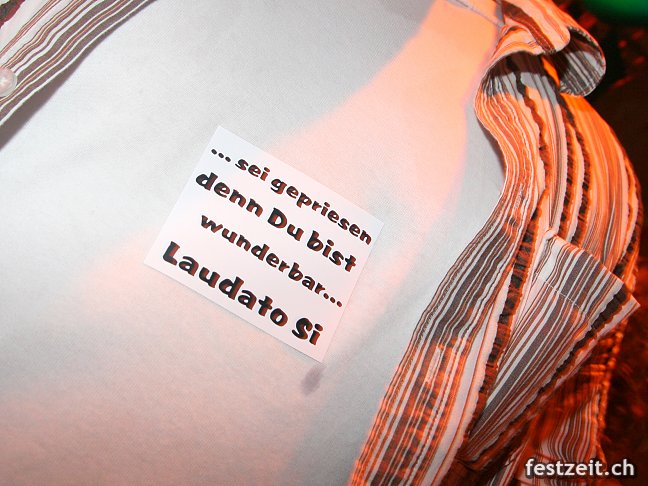 ... sei gepriesen
denn Du bist
wunderbar...
Laudato Si
festzeit.ch